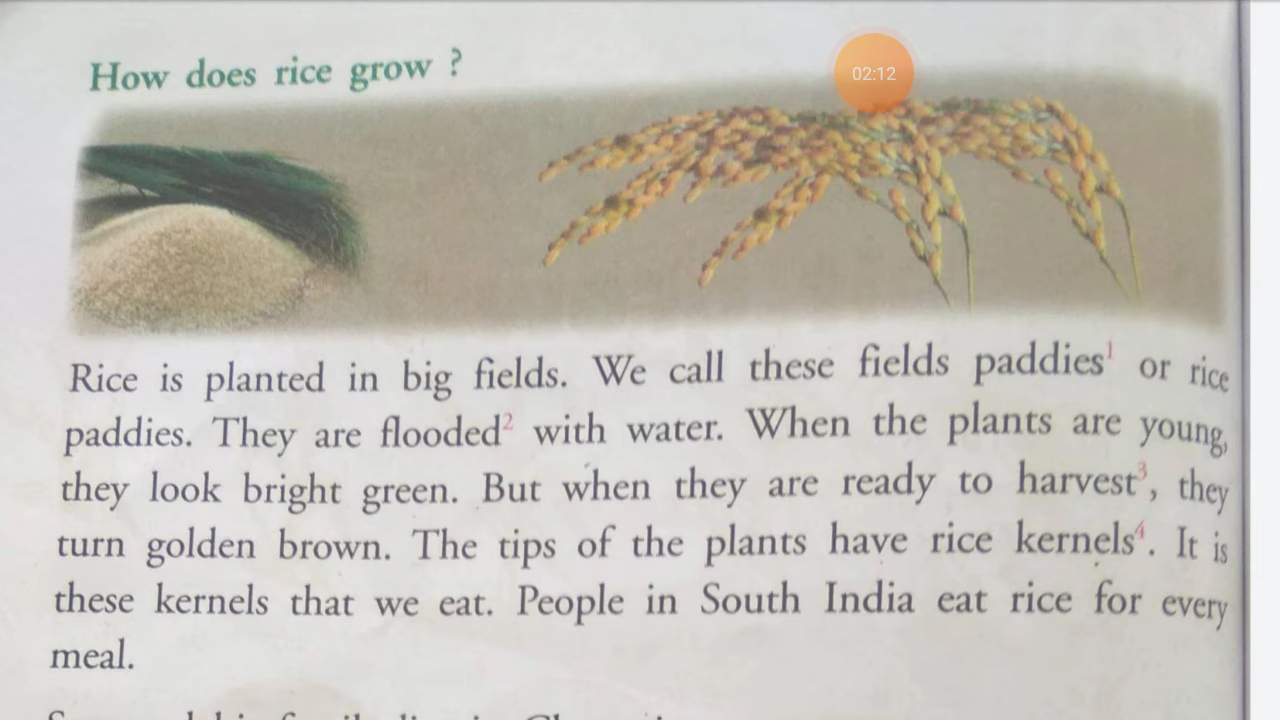 How does rice grow ?
02:12
Rice is planted in big fields. We call these fields paddies¹ or rice
paddies. They are flooded² with water. When the plants are young,
they look bright green. But when they are ready to harvest³, they
turn golden brown. The tips of the plants have rice kernels⁴. It is
these kernels that we eat. People in South India eat rice for every
meal.